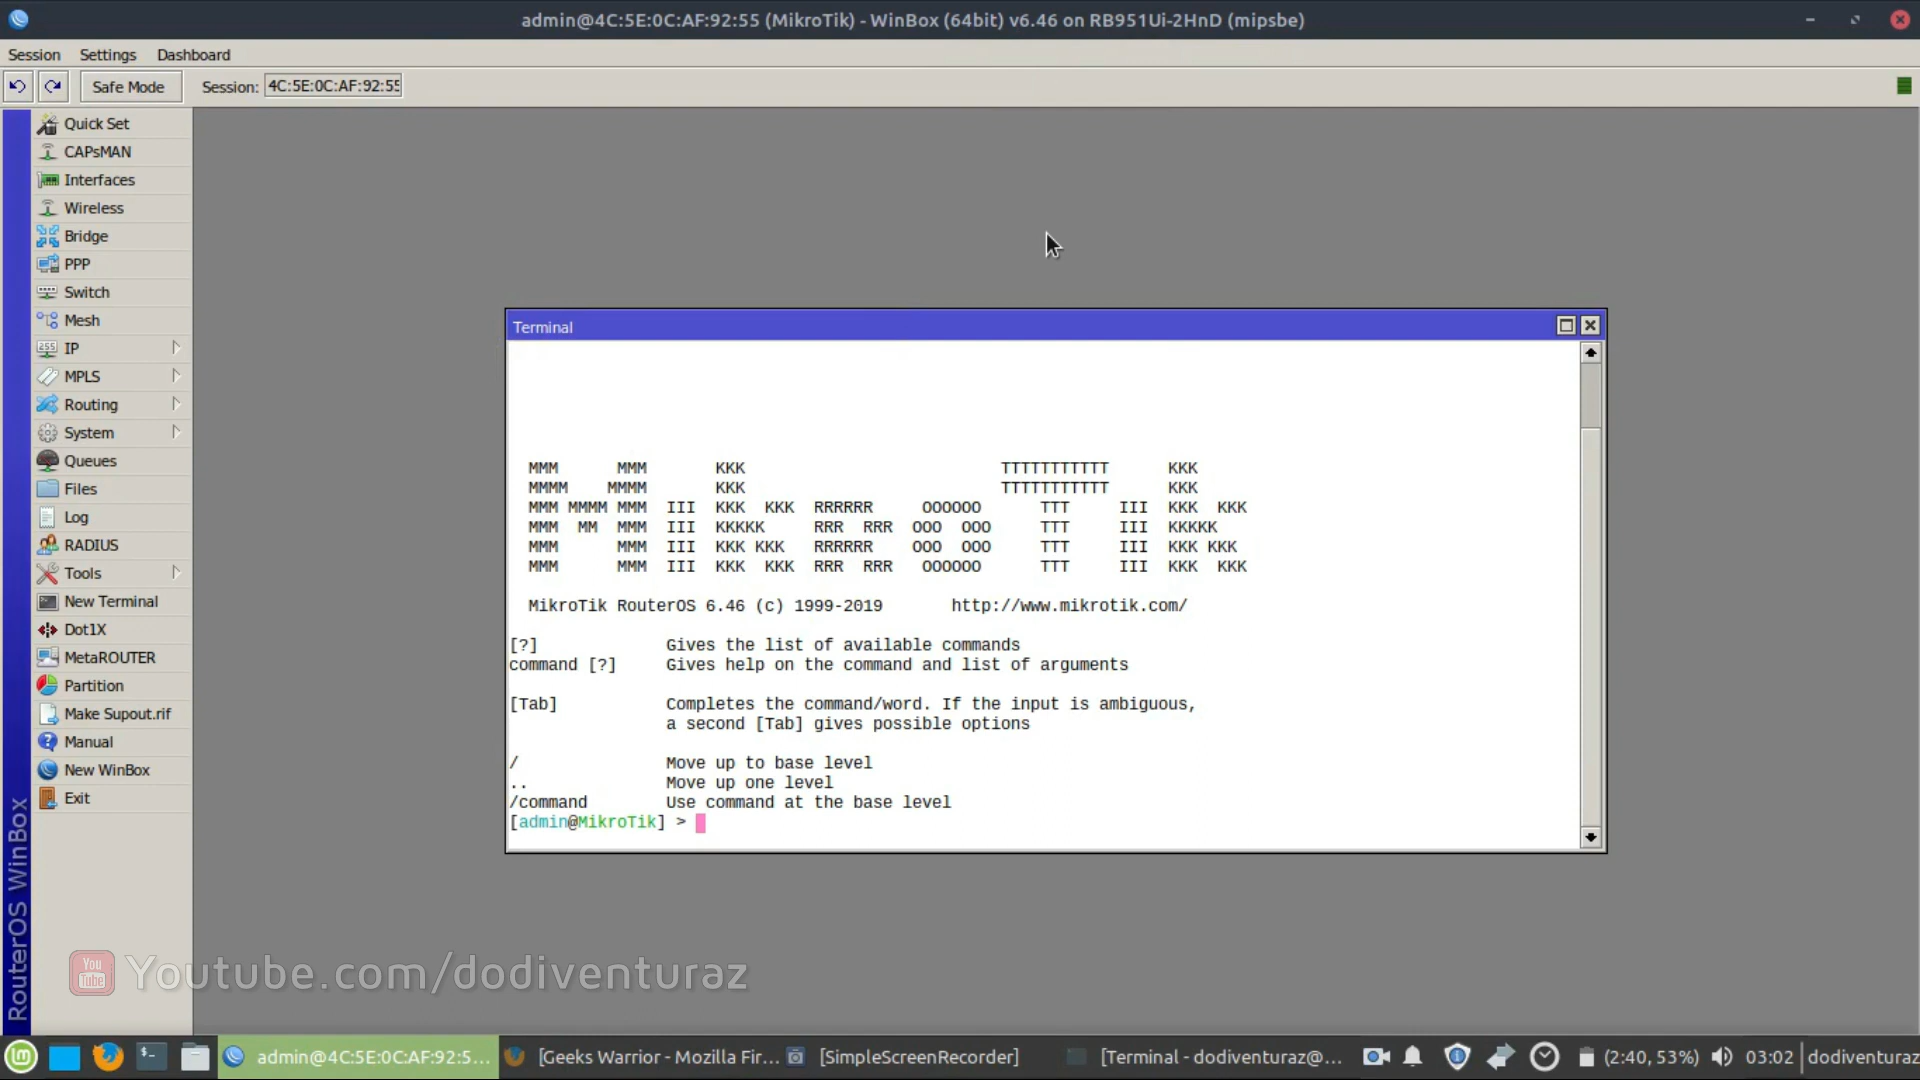 admin@4C:5E:0C:AF:92:55 (MikroTik) - WinBox (64bit) v6.46 on RB951Ui-2HnD (mipsbe)
Session Settings Dashboard
Safe Mode Session: 4C:5E:0C:AF:92:55
Quick Set
CAPsMAN
Interfaces
Wireless
Bridge
PPP
Switch
Mesh
IP
MPLS
Routing
System
Queues
Files
Log
RADIUS
Tools
New Terminal
Dot1X
MetaROUTER
Partition
Make Supout.rif
Manual
New WinBox
Exit
RouterOS WinBox
Terminal
MMM      MMM       KKK                          TTTTTTTTTTT      KKK
MMMM    MMMM       KKK                          TTTTTTTTTTT      KKK
MMM MMMM MMM  III  KKK  KKK  RRRRRR     OOOOOO      TTT     III  KKK  KKK
MMM  MM  MMM  III  KKKKK     RRR  RRR  OOO  OOO     TTT     III  KKKKK
MMM      MMM  III  KKK KKK   RRRRRR    OOO  OOO     TTT     III  KKK KKK
MMM      MMM  III  KKK  KKK  RRR  RRR   OOOOOO      TTT     III  KKK  KKK
MikroTik RouterOS 6.46 (c) 1999-2019       http://www.mikrotik.com/
[?]             Gives the list of available commands
command [?]     Gives help on the command and list of arguments
[Tab]           Completes the command/word. If the input is ambiguous,
a second [Tab] gives possible options
/               Move up to base level
..              Move up one level
/command        Use command at the base level
[admin@MikroTik] >
You Tube Youtube.com/dodiventuraz
admin@4C:5E:0C:AF:92:5... [Geeks Warrior - Mozilla Fir... [SimpleScreenRecorder] [Terminal - dodiventuraz@... (2:40, 53%) 03:02 dodiventuraz